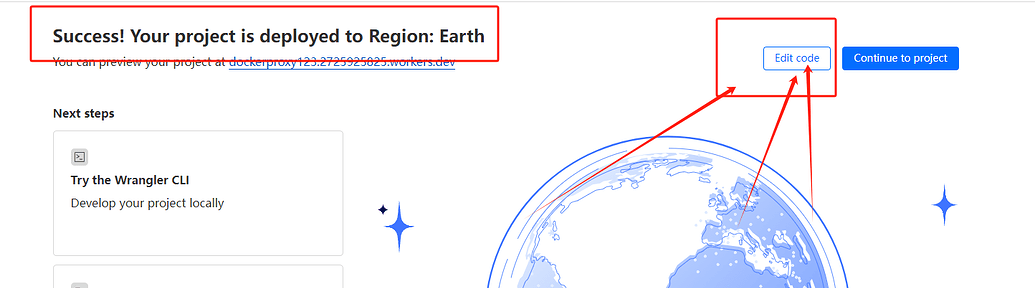 Success! Your project is deployed to Region: Earth
You can preview your project at dockerproxy123.2725925825.workers.dev
Edit code
Continue to project
Next steps
Try the Wrangler CLI
Develop your project locally